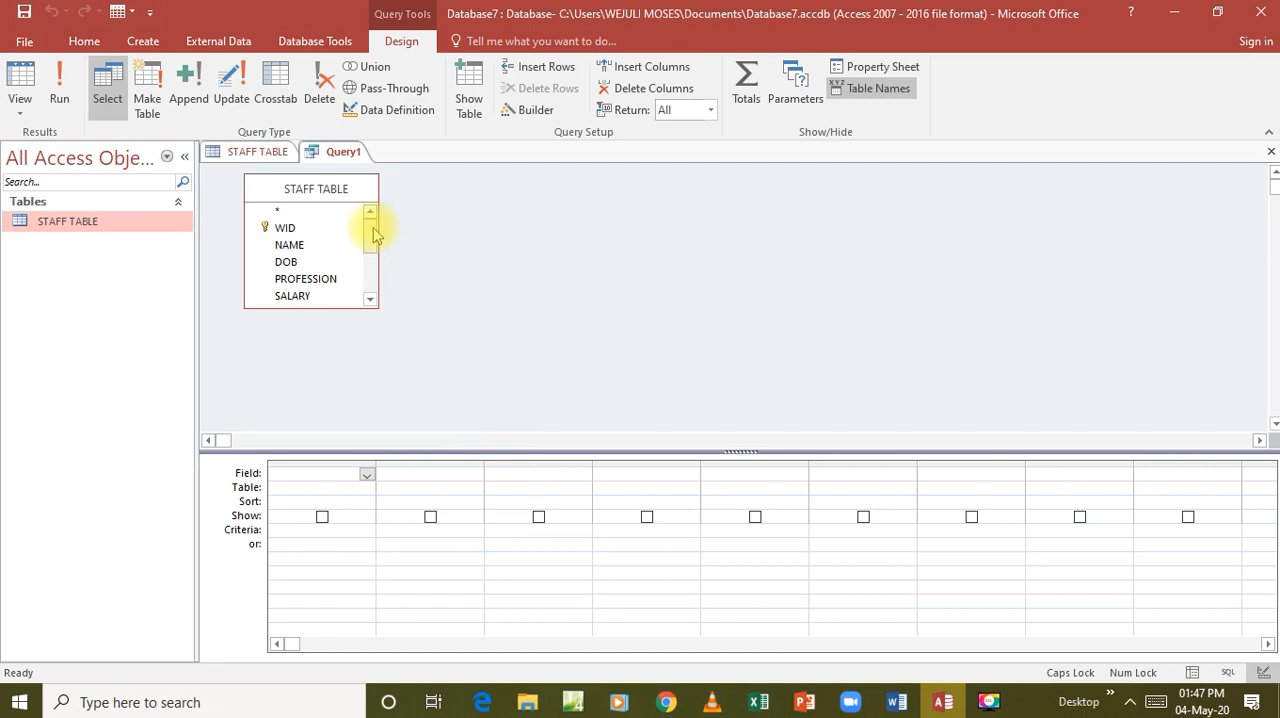 Query Tools
Database7 : Database- C:\Users\WEJULI MOSES\Documents\Database7.accdb (Access 2007 - 2016 file format) - Microsoft Office
?
File Home Create External Data Database Tools Design Tell me what you want to do... Sign in
View Run Select Make Table Append Update Crosstab Delete
Union
Pass-Through
Data Definition
Show Table
Insert Rows
Delete Rows
Builder
Insert Columns
Delete Columns
Return: All
Totals Parameters
Property Sheet
XYZ Table Names
Results Query Type Query Setup Show/Hide
All Access Obje...
Search...
Tables
STAFF TABLE
STAFF TABLE Query1
STAFF TABLE
*
WID
NAME
DOB
PROFESSION
SALARY
Field:
Table:
Sort:
Show:
Criteria:
or:
Ready Caps Lock Num Lock SQL
Type here to search
Desktop
01:47 PM
04-May-20